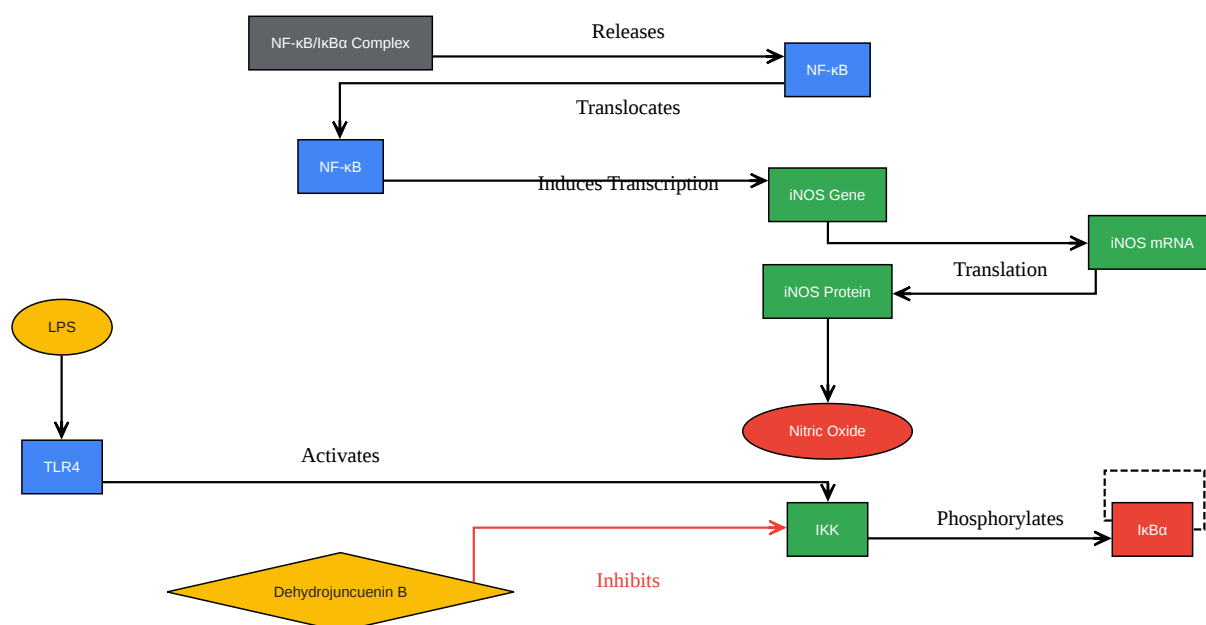 NF-κB/IκBα Complex
Releases
NF-κB
Translocates
NF-κB
Induces Transcription
iNOS Gene
iNOS mRNA
Translation
iNOS Protein
LPS
Nitric Oxide
TLR4
Activates
IKK
Phosphorylates
IκBα
Dehydrojuncuenin B
Inhibits